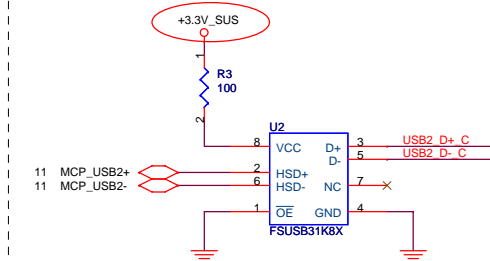 +3.3V_SUS
1
R3
100
2
U2
8 VCC D+ 3 USB2_D+_C
D- 5 USB2_D-_C
11 MCP_USB2+ 2 HSD+
11 MCP_USB2- 6 HSD- NC 7
1 OE GND 4
FSUSB31K8X